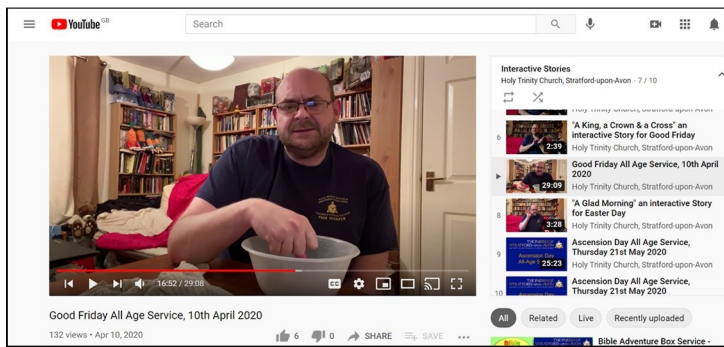 YouTube GB
Search
Interactive Stories
Holy Trinity Church, Stratford-upon-Avon - 7 / 10
Holy Trinity Church, Stratford-upon-Avon
6
"A King, a Crown & a Cross" an
interactive Story for Good Friday
Holy Trinity Church, Stratford-upon-Avon
2:39
Good Friday All Age Service, 10th April
2020
Holy Trinity Church, Stratford-upon-Avon
29:09
8
"A Glad Morning" an interactive Story
for Easter Day
Holy Trinity Church, Stratford-upon-Avon
3:28
9
Ascension Day All Age Service,
Thursday 21st May 2020
Holy Trinity Church, Stratford-upon-Avon
25:23
10
Ascension Day All Age Service,
Thursday 21st May 2020
16:52 / 29:08
CC
Good Friday All Age Service, 10th April 2020
132 views • Apr 10, 2020
6
0
SHARE
SAVE
All
Related
Live
Recently uploaded
Bible Adventure Box Service -